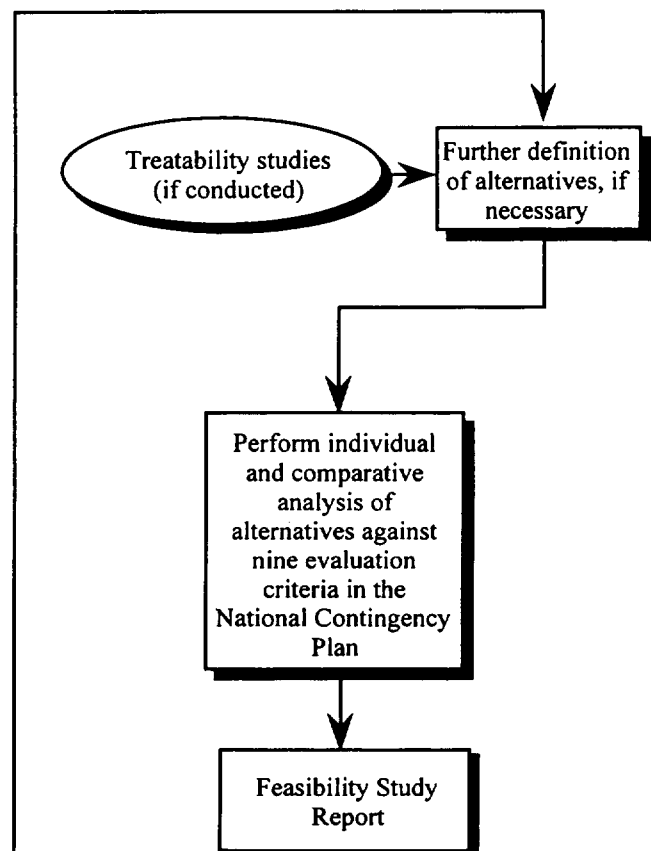 Treatability studies
(if conducted)
Further definition
of alternatives, if
necessary
Perform individual
and comparative
analysis of
alternatives against
nine evaluation
criteria in the
National Contingency
Plan
Feasibility Study
Report